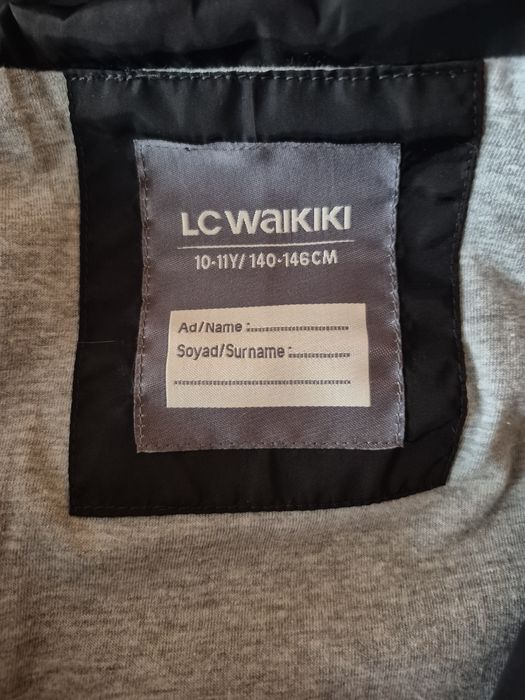 LC WAIKIKI
10-11Y/ 140-146CM
Ad/Name :
Soyad/Surname :